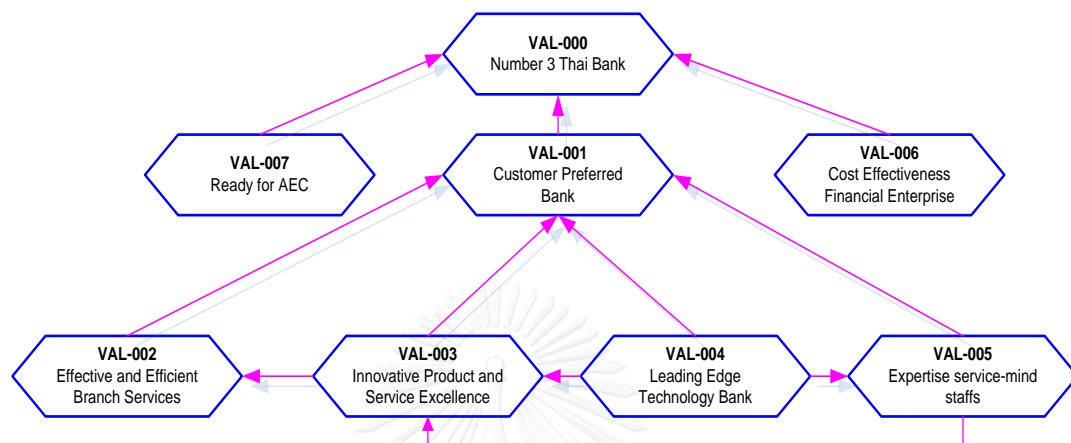 VAL-000
Number 3 Thai Bank
VAL-007
Ready for AEC
VAL-001
Customer Preferred
Bank
VAL-006
Cost Effectiveness
Financial Enterprise
VAL-002
Effective and Efficient
Branch Services
VAL-003
Innovative Product and
Service Excellence
VAL-004
Leading Edge
Technology Bank
VAL-005
Expertise service-mind
staffs